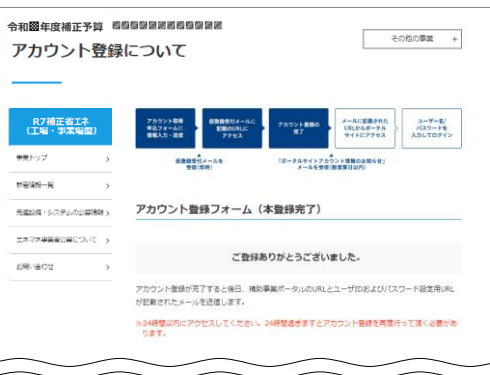 令和 年度補正予算
アカウント登録について
その他の事業 +
R7補正省エネ
(工場・事業場型)
事業トップ >
新着情報一覧 >
先進設備・システムの公募情報 >
エネマネ事業者公募について >
お問い合わせ >
アカウント取得
申込フォームに
情報入力・送信
仮登録受付メールに
記載のURLに
アクセス
アカウント登録の
完了
メールに記載された
URLからポータル
サイトにアクセス
ユーザー名/
パスワードを
入力してログイン
仮登録受付メールを
受信(即時)
「ポータルサイトアカウント情報のお知らせ」
メールを受信(数営業日以内)
アカウント登録フォーム(本登録完了)
ご登録ありがとうございました。
アカウント登録が完了すると後日、補助事業ポータルのURLとユーザIDおよびパスワード設定用URL
が記載されたメールを送信します。
※24時間以内にアクセスしてください。24時間過ぎますとアカウント登録を再度行って頂く必要があ
ります。